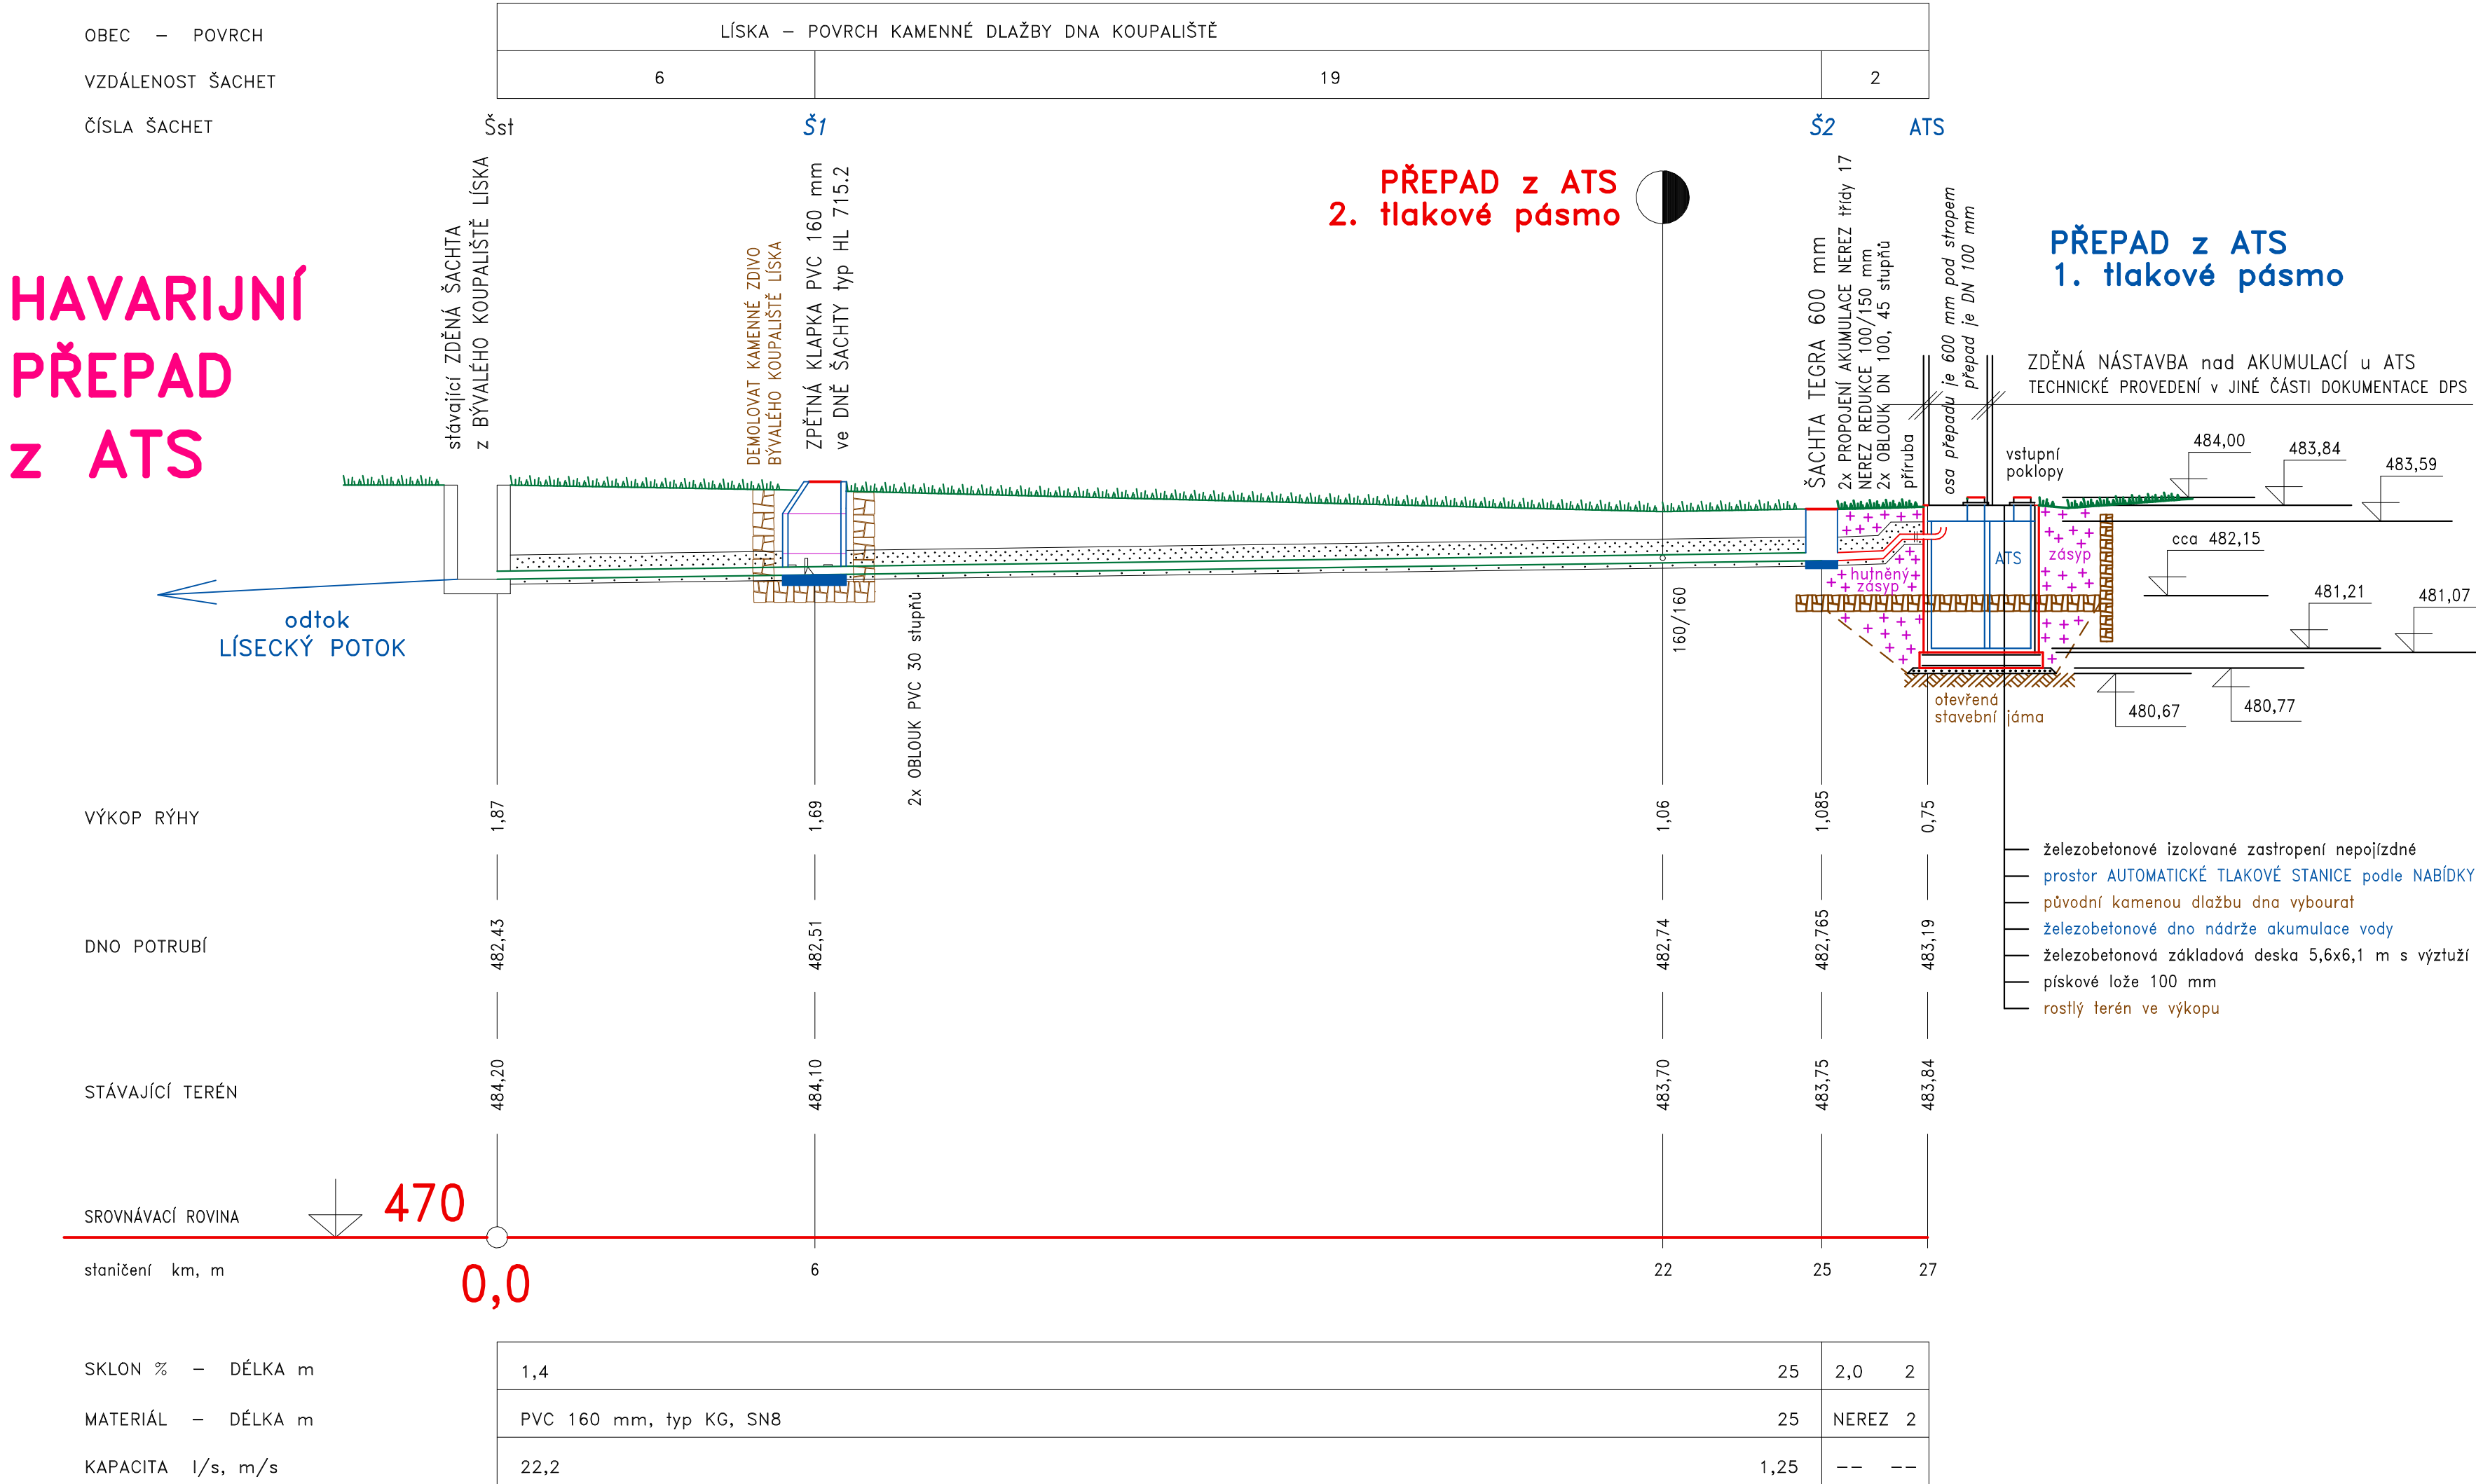 OBEC – POVRCH
LÍSKA – POVRCH KAMENNÉ DLAŽBY DNA KOUPALIŠTĚ
VZDÁLENOST ŠACHET
6
19
2
ČÍSLA ŠACHET
Šst
Š1
Š2
ATS
HAVARIJNÍ
PŘEPAD
z ATS
stávající ZDĚNÁ ŠACHTA
z BÝVALÉHO KOUPALIŠTĚ LÍSKA
DEMOLOVAT KAMENNÉ ZDIVO
BÝVALÉHO KOUPALIŠTĚ LÍSKA
ZPĚTNÁ KLAPKA PVC 160 mm
ve DNĚ ŠACHTY typ HL 715.2
PŘEPAD z ATS
2. tlakové pásmo
ŠACHTA TEGRA 600 mm
2x PROPOJENÍ AKUMULACE NEREZ třídy 17
NEREZ REDUKCE 100/150 mm
2x OBLOUK DN 100, 45 stupňů
příruba
osa přepadu je 600 mm pod stropem
přepad je DN 100 mm
PŘEPAD z ATS
1. tlakové pásmo
ZDĚNÁ NÁSTAVBA nad AKUMULACÍ u ATS
TECHNICKÉ PROVEDENÍ v JINÉ ČÁSTI DOKUMENTACE DPS
vstupní
poklopy
484,00
483,84
483,59
cca 482,15
481,21
481,07
480,67
480,77
ATS
zásyp
hutněný
zásyp
otevřená
stavební jáma
odtok
LÍSECKÝ POTOK
2x OBLOUK PVC 30 stupňů
160/160
VÝKOP RÝHY
1,87
1,69
1,06
1,085
0,75
železobetonové izolované zastropení nepojízdné
prostor AUTOMATICKÉ TLAKOVÉ STANICE podle NABÍDKY
původní kamenou dlažbu dna vybourat
železobetonové dno nádrže akumulace vody
železobetonová základová deska 5,6x6,1 m s výztuží
pískové lože 100 mm
rostlý terén ve výkopu
DNO POTRUBÍ
482,43
482,51
482,74
482,765
483,19
STÁVAJÍCÍ TERÉN
484,20
484,10
483,70
483,75
483,84
SROVNÁVACÍ ROVINA
470
staničení km, m
0,0
6
22
25
27
SKLON % – DÉLKA m
1,4
25
2,0 2
MATERIÁL – DÉLKA m
PVC 160 mm, typ KG, SN8
25
NEREZ 2
KAPACITA l/s, m/s
22,2
1,25
-- --